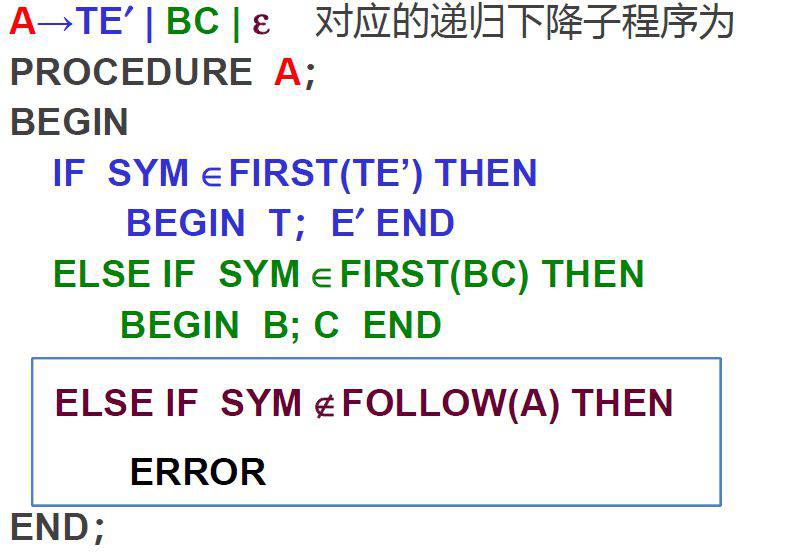 A→TE′ | BC | ε 对应的递归下降子程序为
PROCEDURE A;
BEGIN
IF SYM ∈FIRST(TE’) THEN
BEGIN T; E′ END
ELSE IF SYM ∈FIRST(BC) THEN
BEGIN B; C END
ELSE IF SYM ∉FOLLOW(A) THEN
ERROR
END;